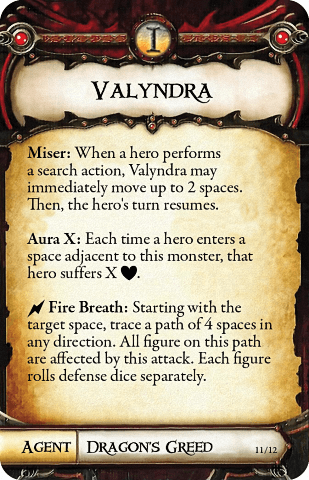 I
VALYNDRA
Miser: When a hero performs
a search action, Valyndra may
immediately move up to 2 spaces.
Then, the hero's turn resumes.
Aura X: Each time a hero enters a
space adjacent to this monster, that
hero suffers X ♥.
Fire Breath: Starting with the
target space, trace a path of 4 spaces in
any direction. All figure on this path
are affected by this attack. Each figure
rolls defense dice separately.
AGENT DRAGON'S GREED 11/12